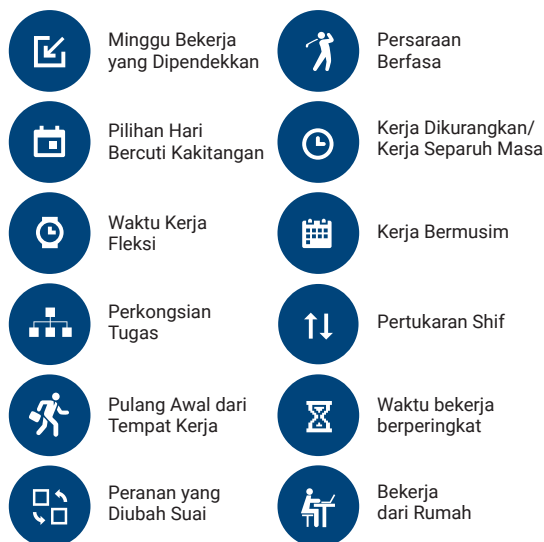 Minggu Bekerja
yang Dipendekkan
Persaraan
Berfasa
Pilihan Hari
Bercuti Kakitangan
Kerja Dikurangkan/
Kerja Separuh Masa
Waktu Kerja
Fleksi
Kerja Bermusim
Perkongsian
Tugas
Pertukaran Shif
Pulang Awal dari
Tempat Kerja
Waktu bekerja
berperingkat
Peranan yang
Diubah Suai
Bekerja
dari Rumah